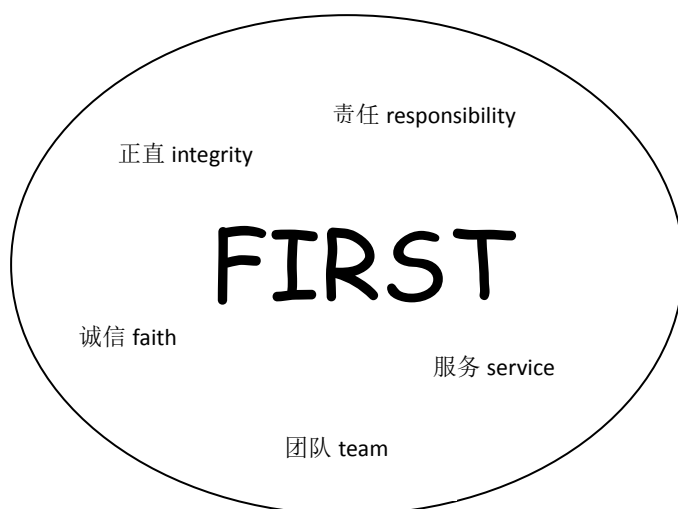 责任 responsibility
正直 integrity
FIRST
诚信 faith
服务 service
团队 team